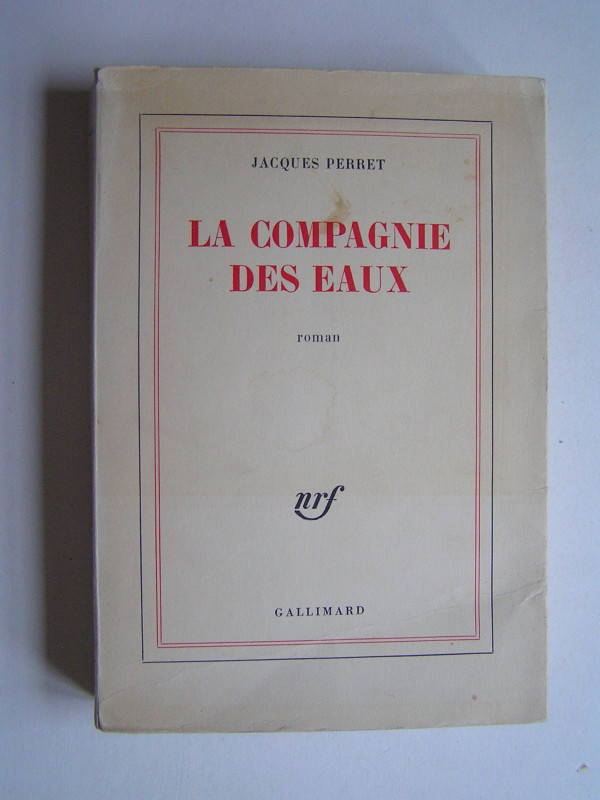 JACQUES PERRET
LA COMPAGNIE
DES EAUX
roman
nrf
GALLIMARD